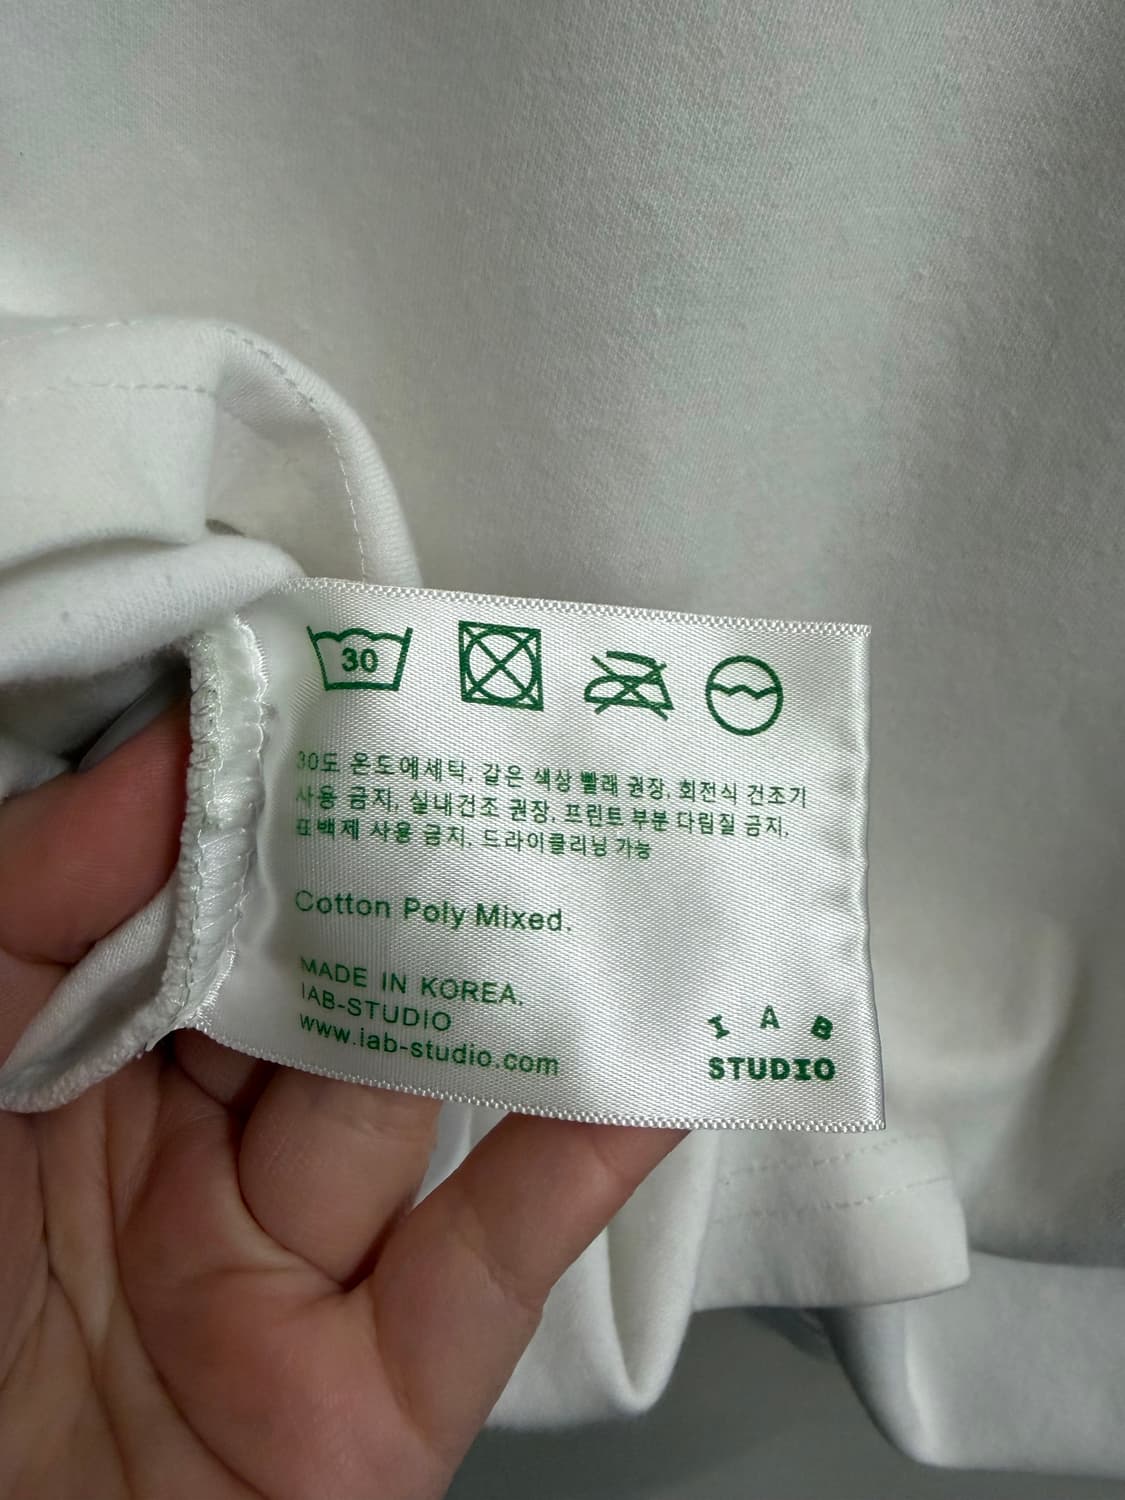 30
30도 온도에세탁, 같은 색상 빨래 권장, 회전식 건조기
사용 금지, 실내건조 권장, 프린트 부분 다림질 금지,
표백제 사용 금지, 드라이클리닝 가능
Cotton Poly Mixed.
MADE IN KOREA.
IAB-STUDIO
www.iab-studio.com
I A B
STUDIO